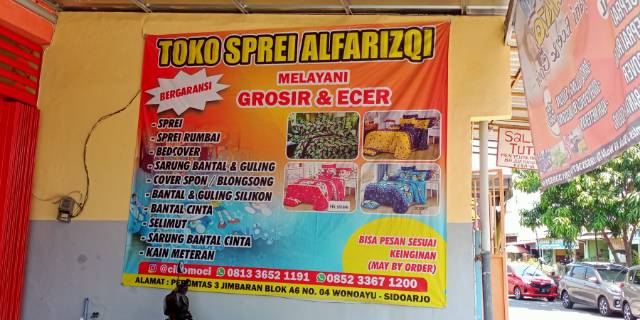 TOKO SPREI ALFARIZQI
MELAYANI
GROSIR & ECER
BERGARANSI
- SPREI
- SPREI RUMBAI
- BEDCOVER
- SARUNG BANTAL & GULING
- COVER SPON // BLONGSONG
- BANTAL & GULING SILIKON
- BANTAL CINTA
- SELIMUT
- SARUNG BANTAL CINTA
- KAIN METERAN
BISA PESAN SESUAI
KEINGINAN
(MAY BY ORDER)
0813 3652 1191
0852 3367 1200
ALAMAT : PERUMTAS 3 JIMBARAN BLOK A6 NO. 04 WONOAYU - SIDOARJO